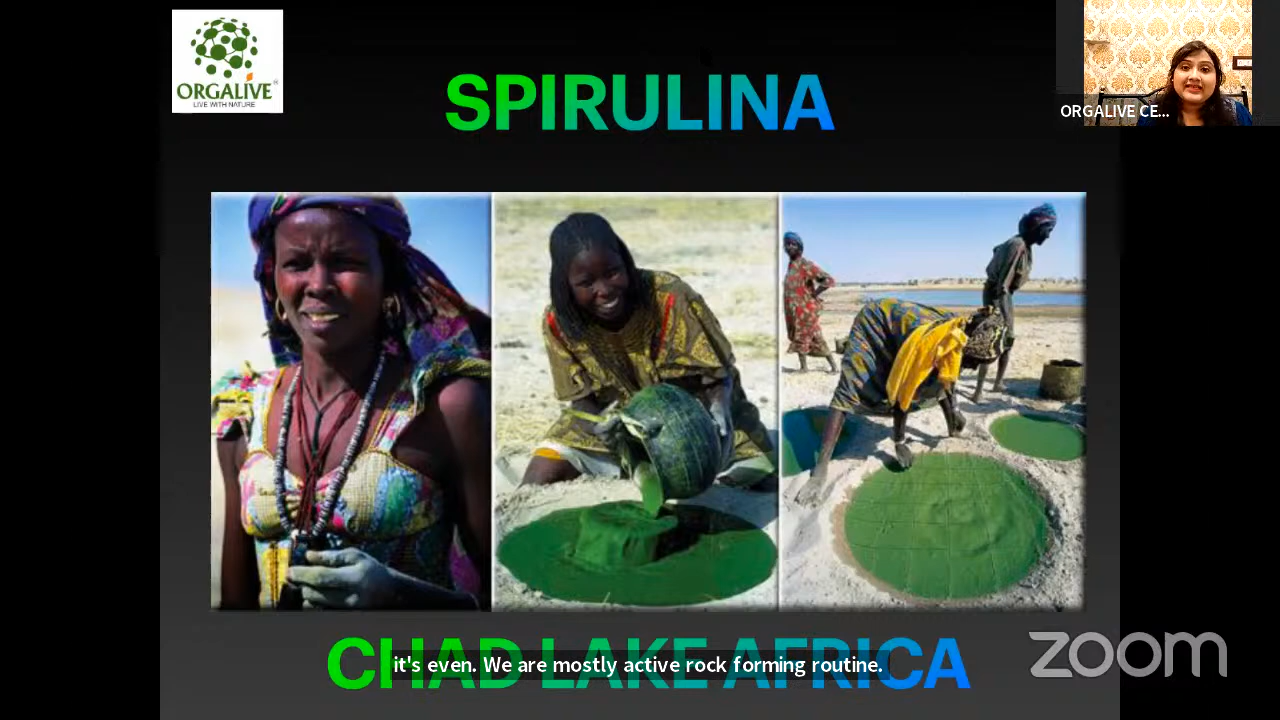 ORGALIVE
LIVE WITH NATURE
SPIRULINA
ORGALIVE CE...
CHAD LAKE AFRICA
it's even. We are mostly active rock forming routine.
zoom